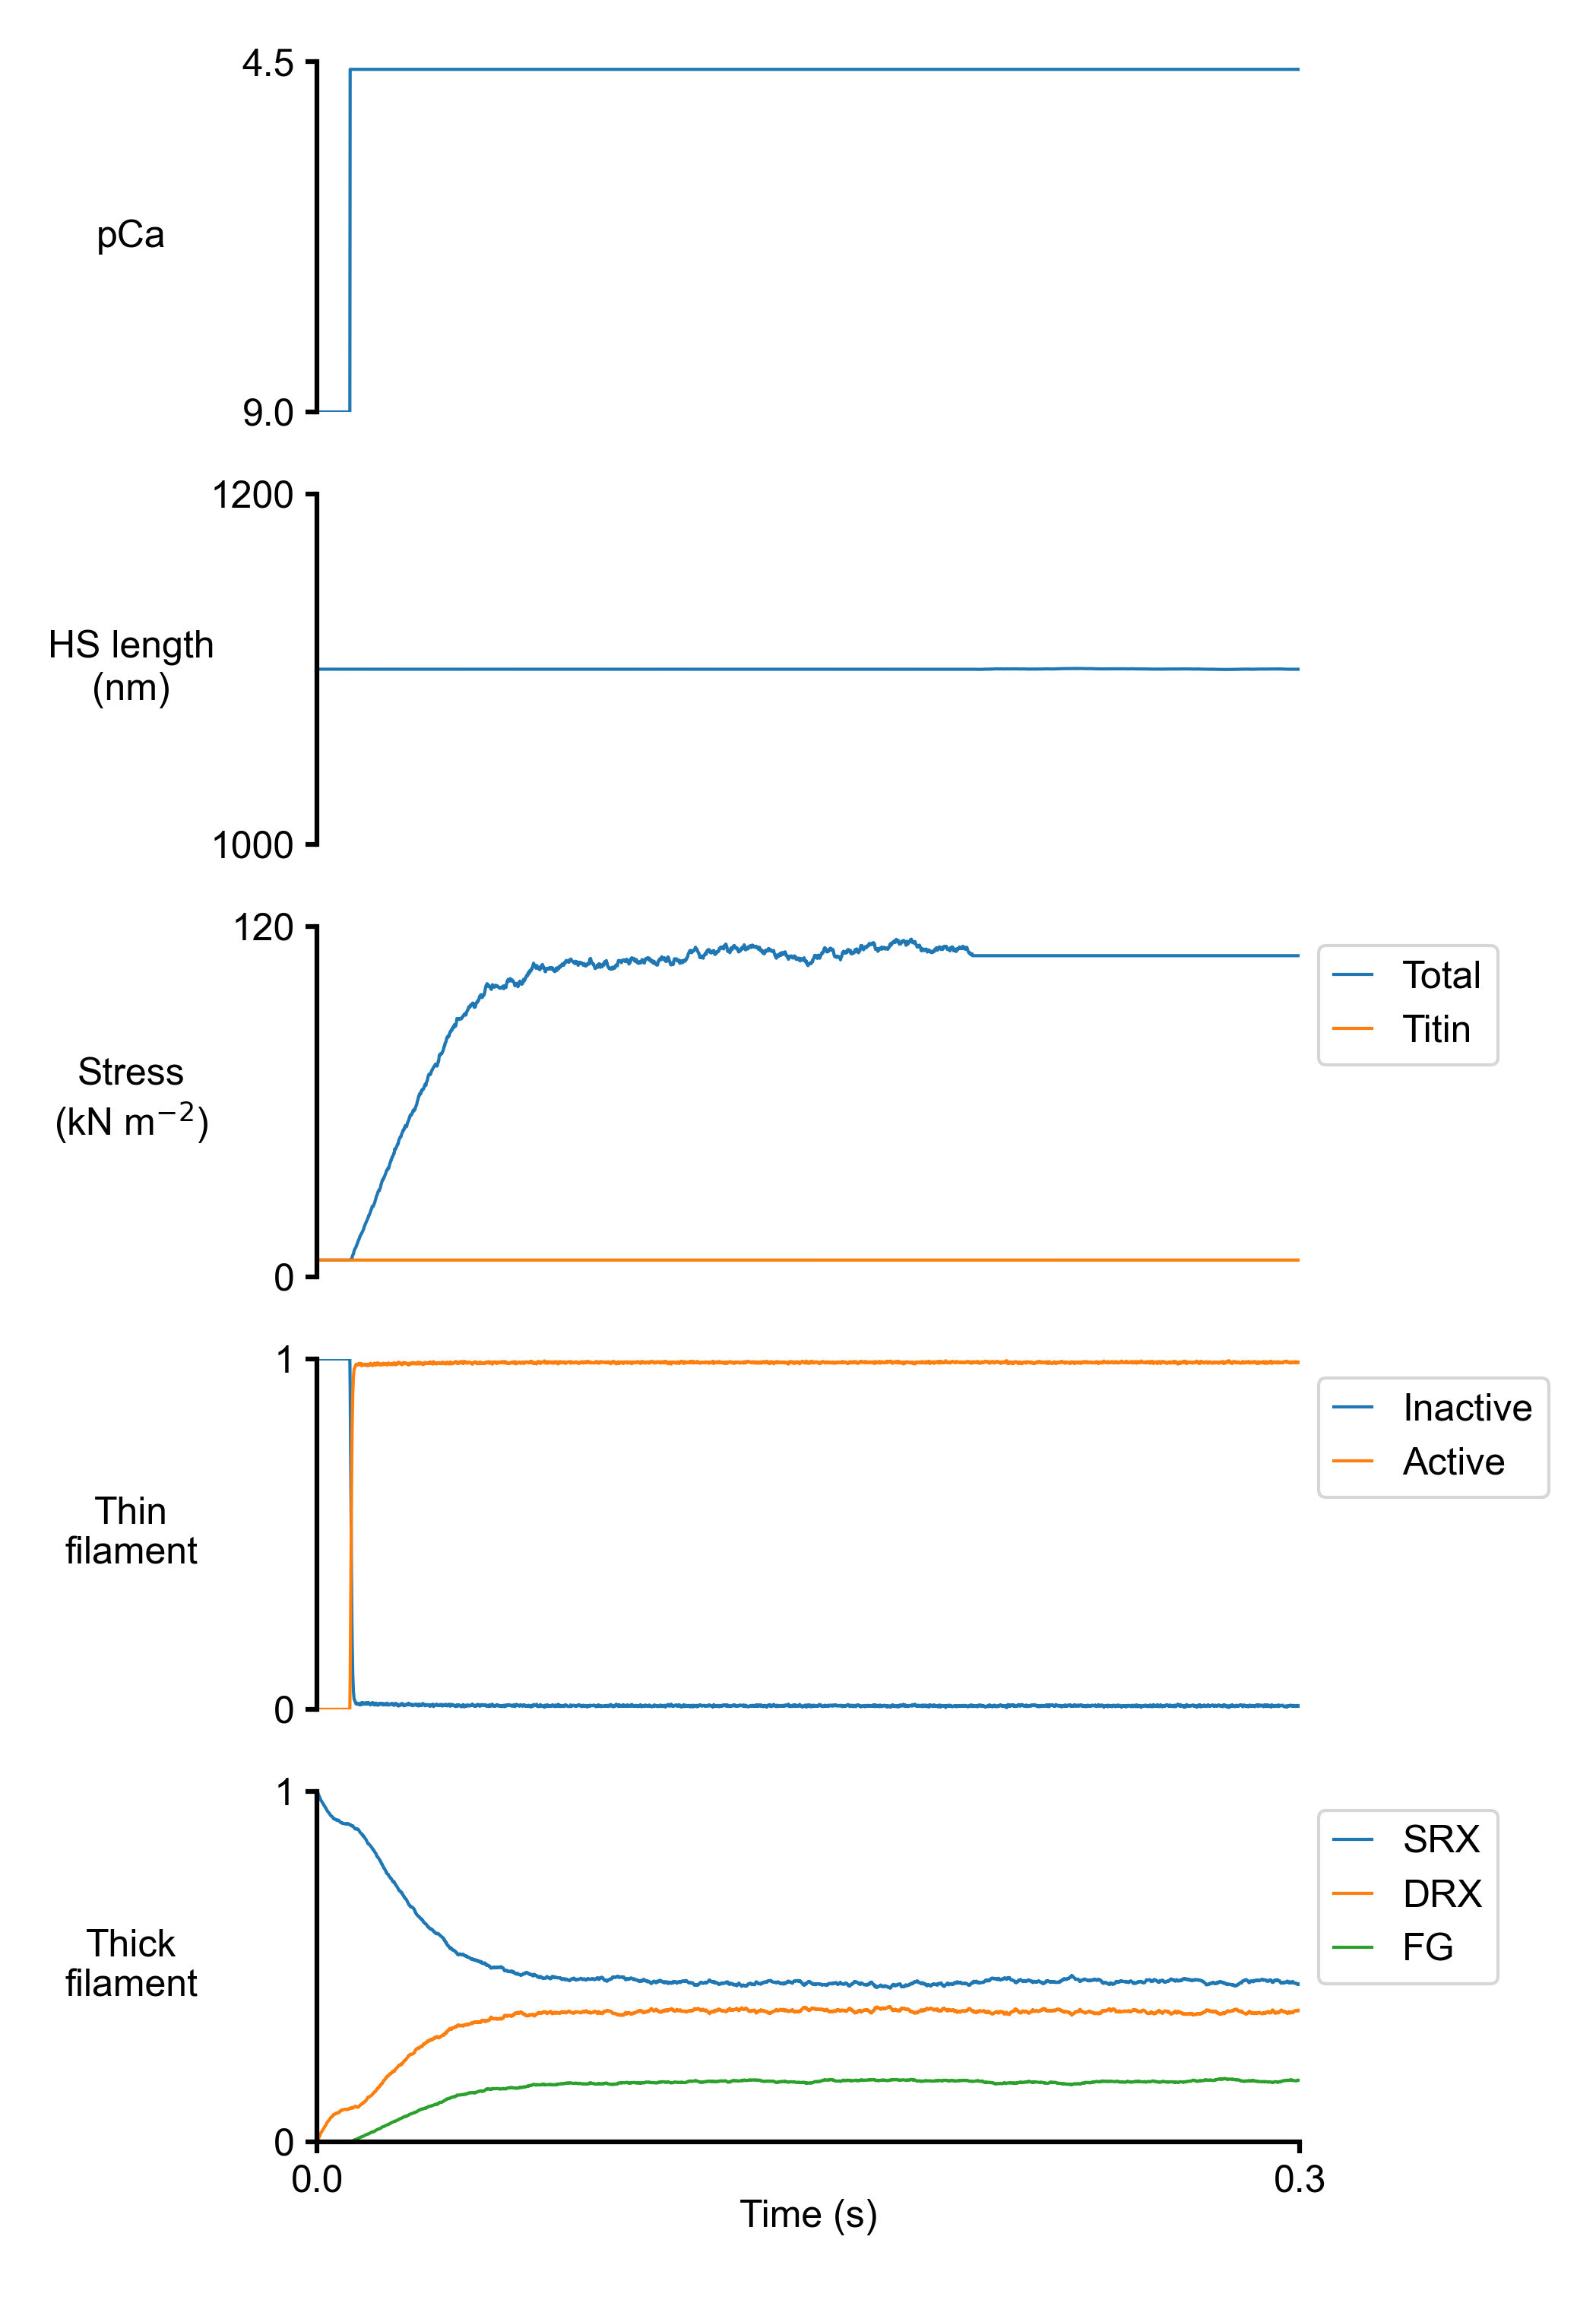 4.5
pCa
9.0
1200
HS length
(nm)
1000
120
Stress
(kN m⁻²)
0
Total
Titin
1
Thin
filament
0
Inactive
Active
1
Thick
filament
0
SRX
DRX
FG
0.0
0.3
Time (s)